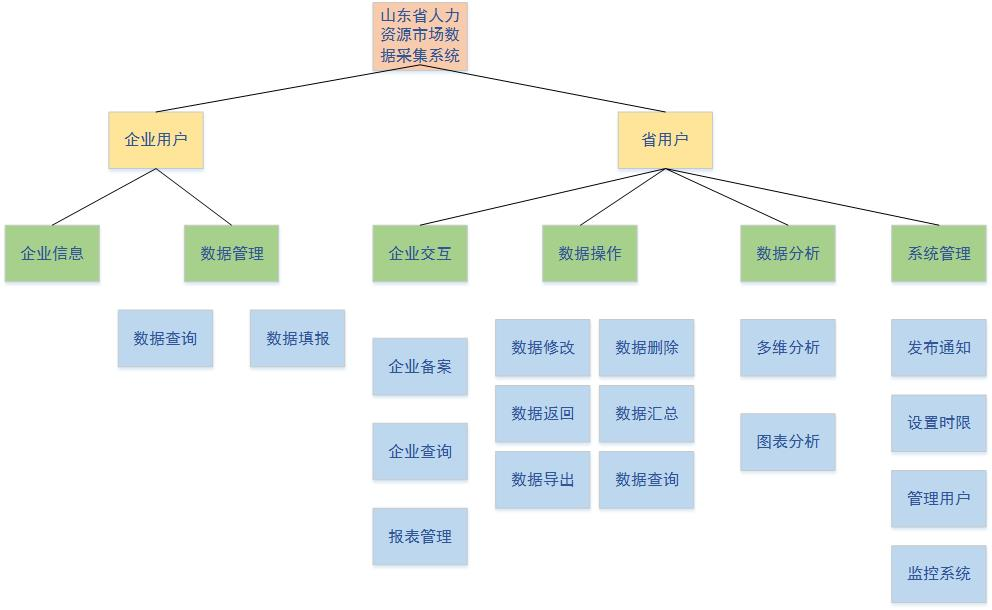 山东省人力
资源市场数
据采集系统
企业用户
省用户
企业信息
数据管理
企业交互
数据操作
数据分析
系统管理
数据查询
数据填报
企业备案
企业查询
报表管理
数据修改
数据删除
数据返回
数据汇总
数据导出
数据查询
多维分析
图表分析
发布通知
设置时限
管理用户
监控系统